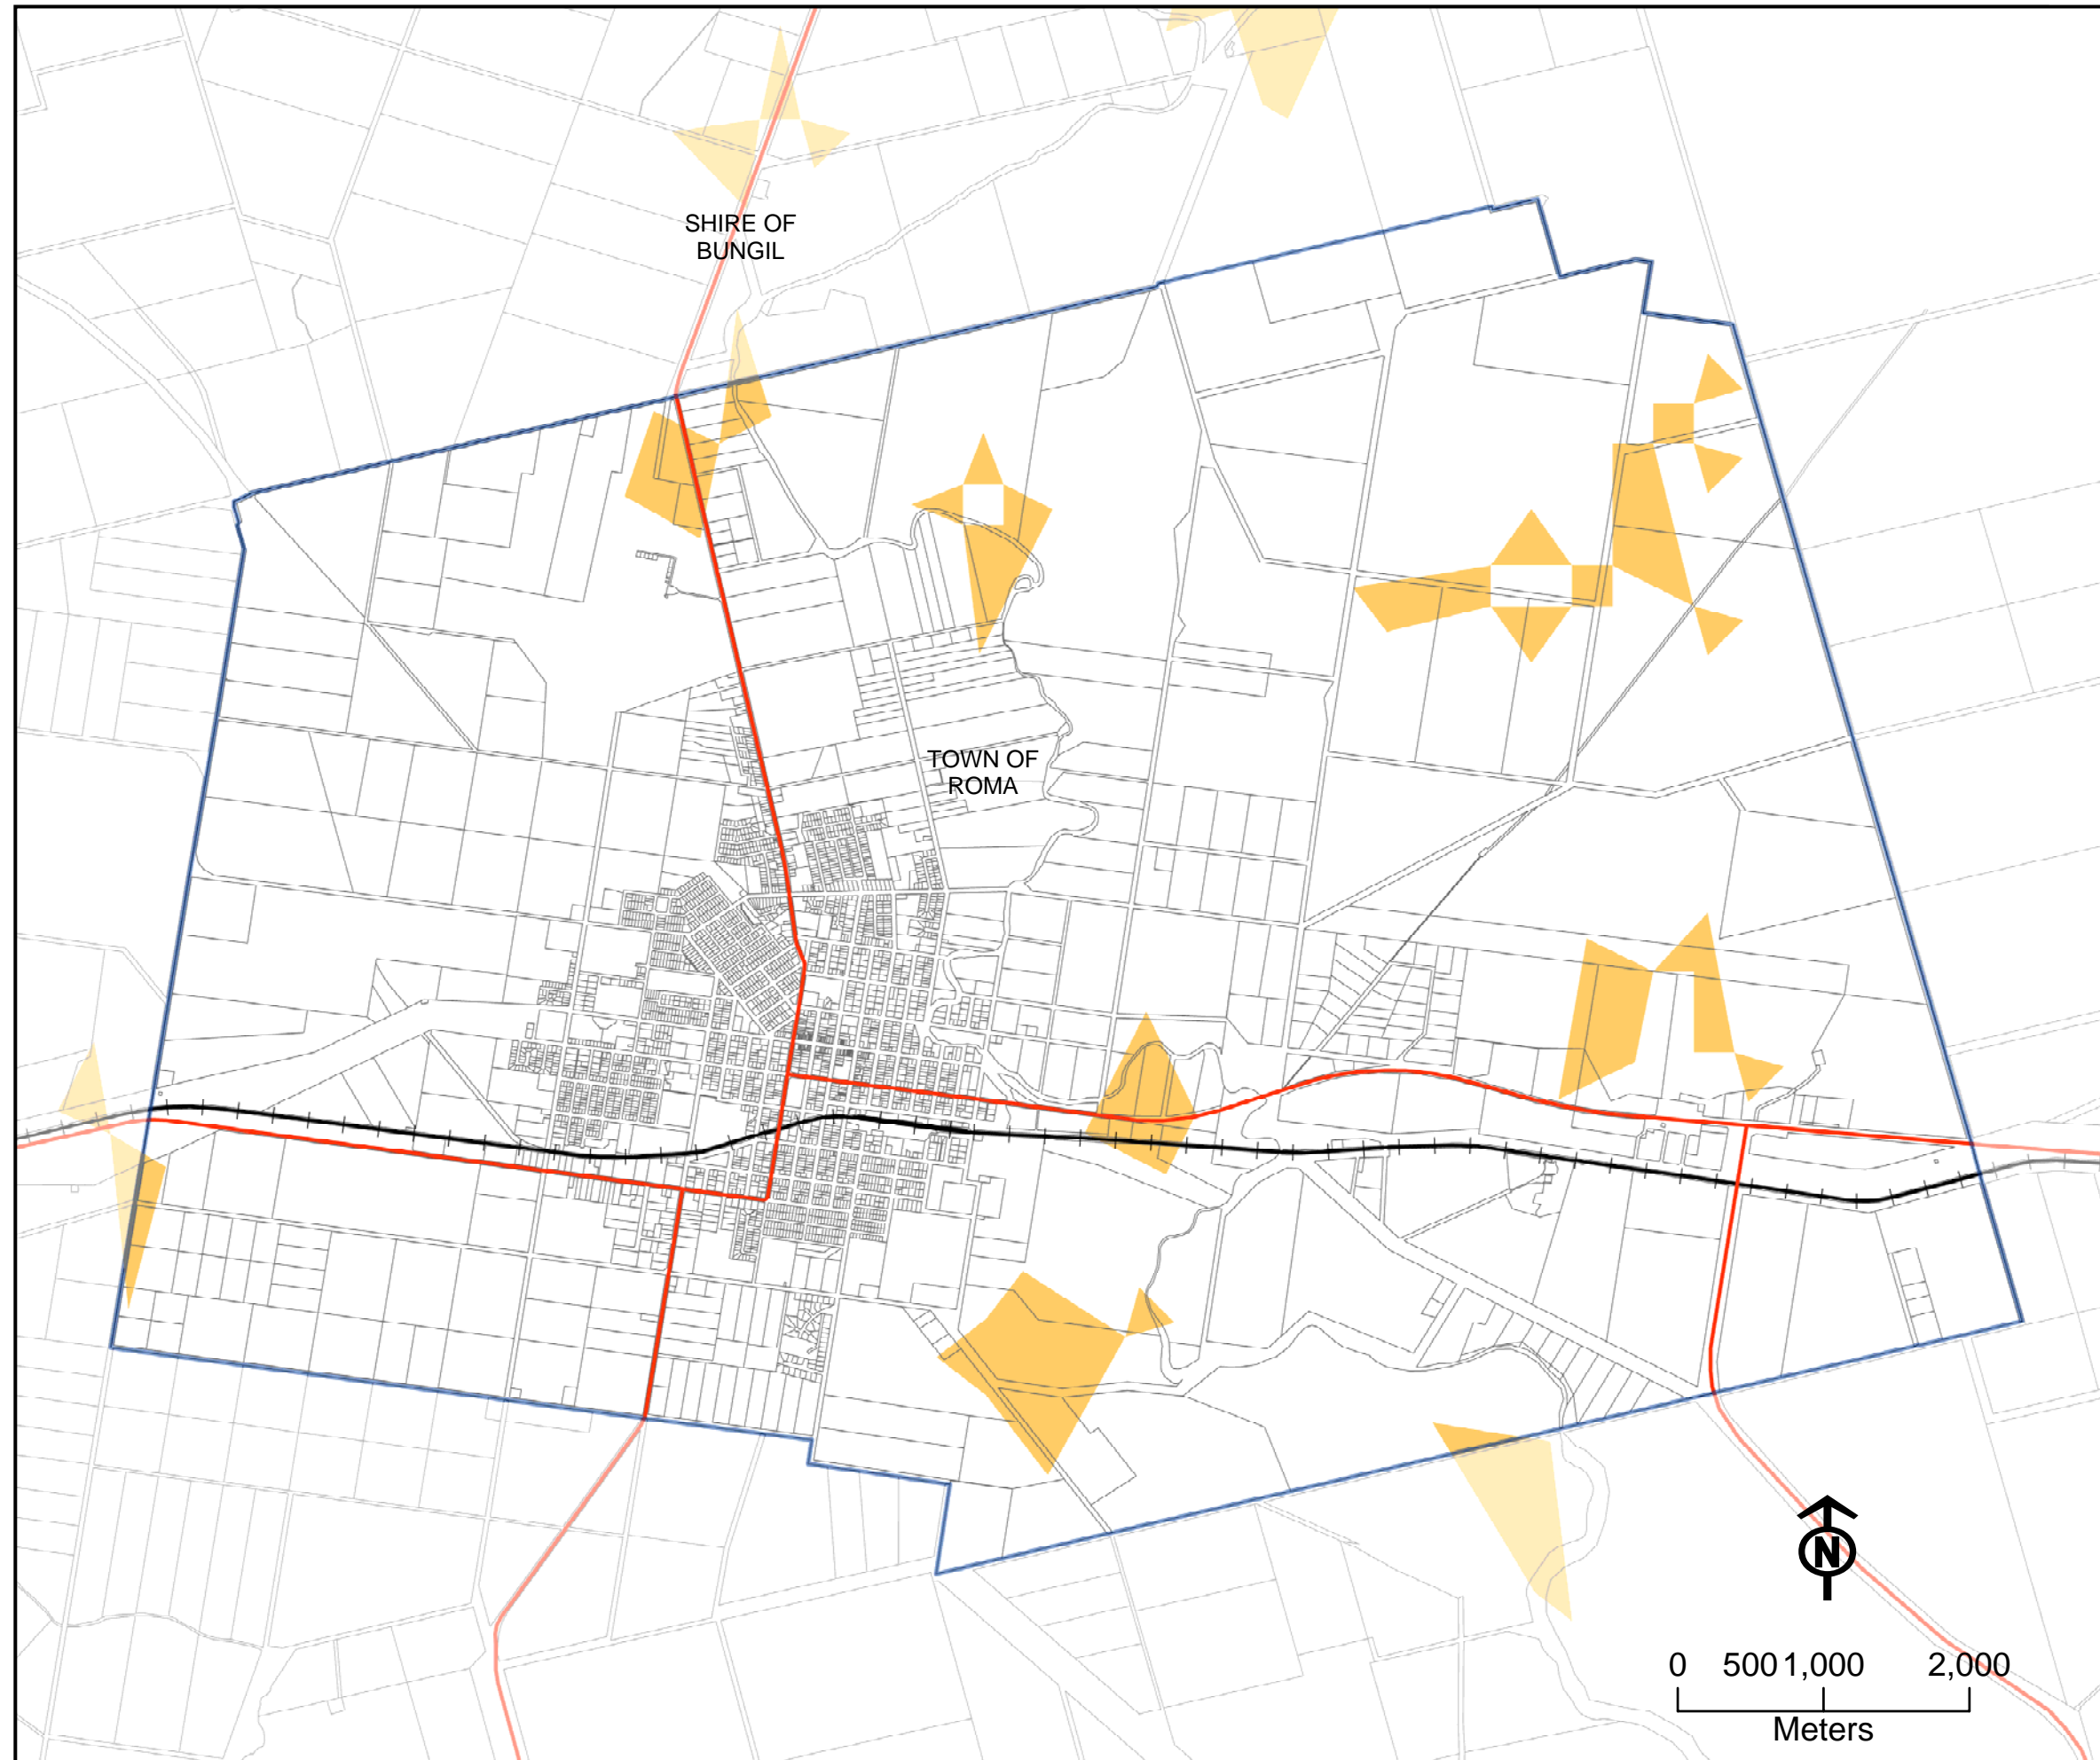 SHIRE OF
BUNGIL
TOWN OF
ROMA
N
0 500 1,000 2,000
Meters